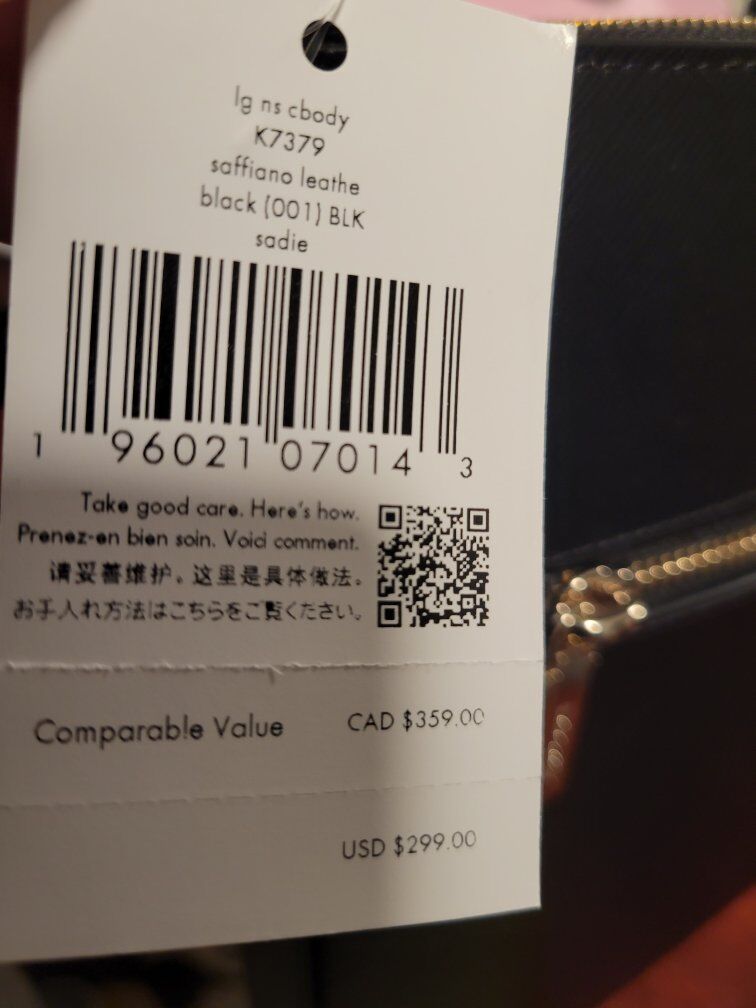 lg ns cbody
K7379
saffiano leathe
black (001) BLK
sadie
1 96021 07014 3
Take good care. Here's how.
Prenez-en bien soin. Voici comment.
请妥善维护。这里是具体做法。
お手入れ方法はこちらをご覧ください。
Comparable Value CAD $359.00
USD $299.00